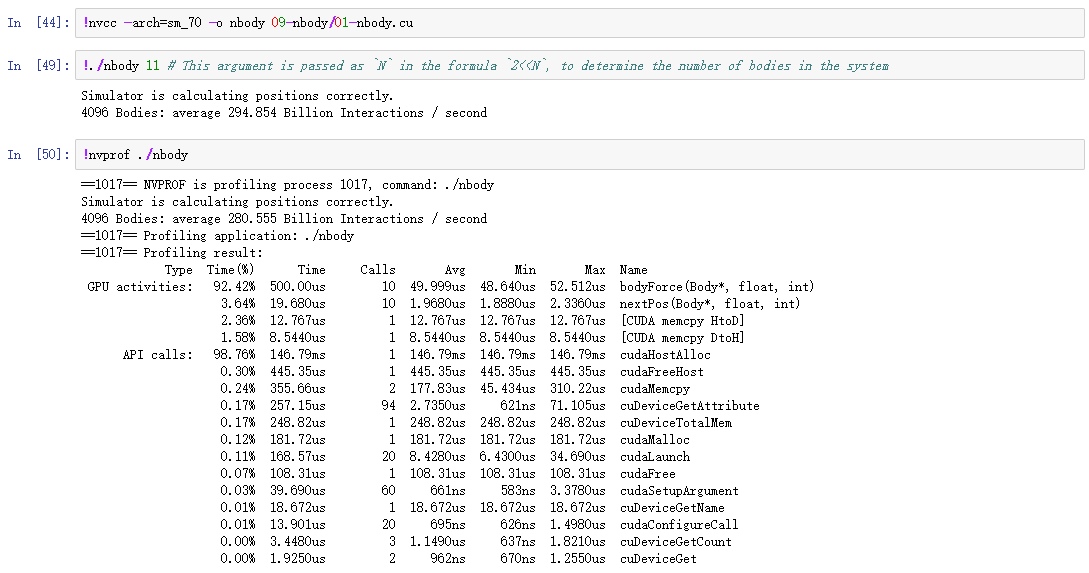 In [44]: !nvcc -arch=sm_70 -o nbody 09-nbody/01-nbody.cu
In [49]: !./nbody 11 # This argument is passed as `N` in the formula `2<<N`, to determine the number of bodies in the system
Simulator is calculating positions correctly.
4096 Bodies: average 294.854 Billion Interactions / second
In [50]: !nvprof ./nbody
==1017== NVPROF is profiling process 1017, command: ./nbody
Simulator is calculating positions correctly.
4096 Bodies: average 280.555 Billion Interactions / second
==1017== Profiling application: ./nbody
==1017== Profiling result:
Type Time(%) Time Calls Avg Min Max Name
GPU activities: 92.42% 500.00us 10 49.999us 48.640us 52.512us bodyForce(Body*, float, int)
3.64% 19.680us 10 1.9680us 1.8880us 2.3360us nextPos(Body*, float, int)
2.36% 12.767us 1 12.767us 12.767us 12.767us [CUDA memcpy HtoD]
1.58% 8.5440us 1 8.5440us 8.5440us 8.5440us [CUDA memcpy DtoH]
API calls: 98.76% 146.79ms 1 146.79ms 146.79ms 146.79ms cudaHostAlloc
0.30% 445.35us 1 445.35us 445.35us 445.35us cudaFreeHost
0.24% 355.66us 2 177.83us 45.434us 310.22us cudaMemcpy
0.17% 257.15us 94 2.7350us 621ns 71.105us cuDeviceGetAttribute
0.17% 248.82us 1 248.82us 248.82us 248.82us cuDeviceTotalMem
0.12% 181.72us 1 181.72us 181.72us 181.72us cudaMalloc
0.11% 168.57us 20 8.4280us 6.4300us 34.690us cudaLaunch
0.07% 108.31us 1 108.31us 108.31us 108.31us cudaFree
0.03% 39.690us 60 661ns 583ns 3.3780us cudaSetupArgument
0.01% 18.672us 1 18.672us 18.672us 18.672us cuDeviceGetName
0.01% 13.901us 20 695ns 626ns 1.4980us cudaConfigureCall
0.00% 3.4480us 3 1.1490us 637ns 1.8210us cuDeviceGetCount
0.00% 1.9250us 2 962ns 670ns 1.2550us cuDeviceGet